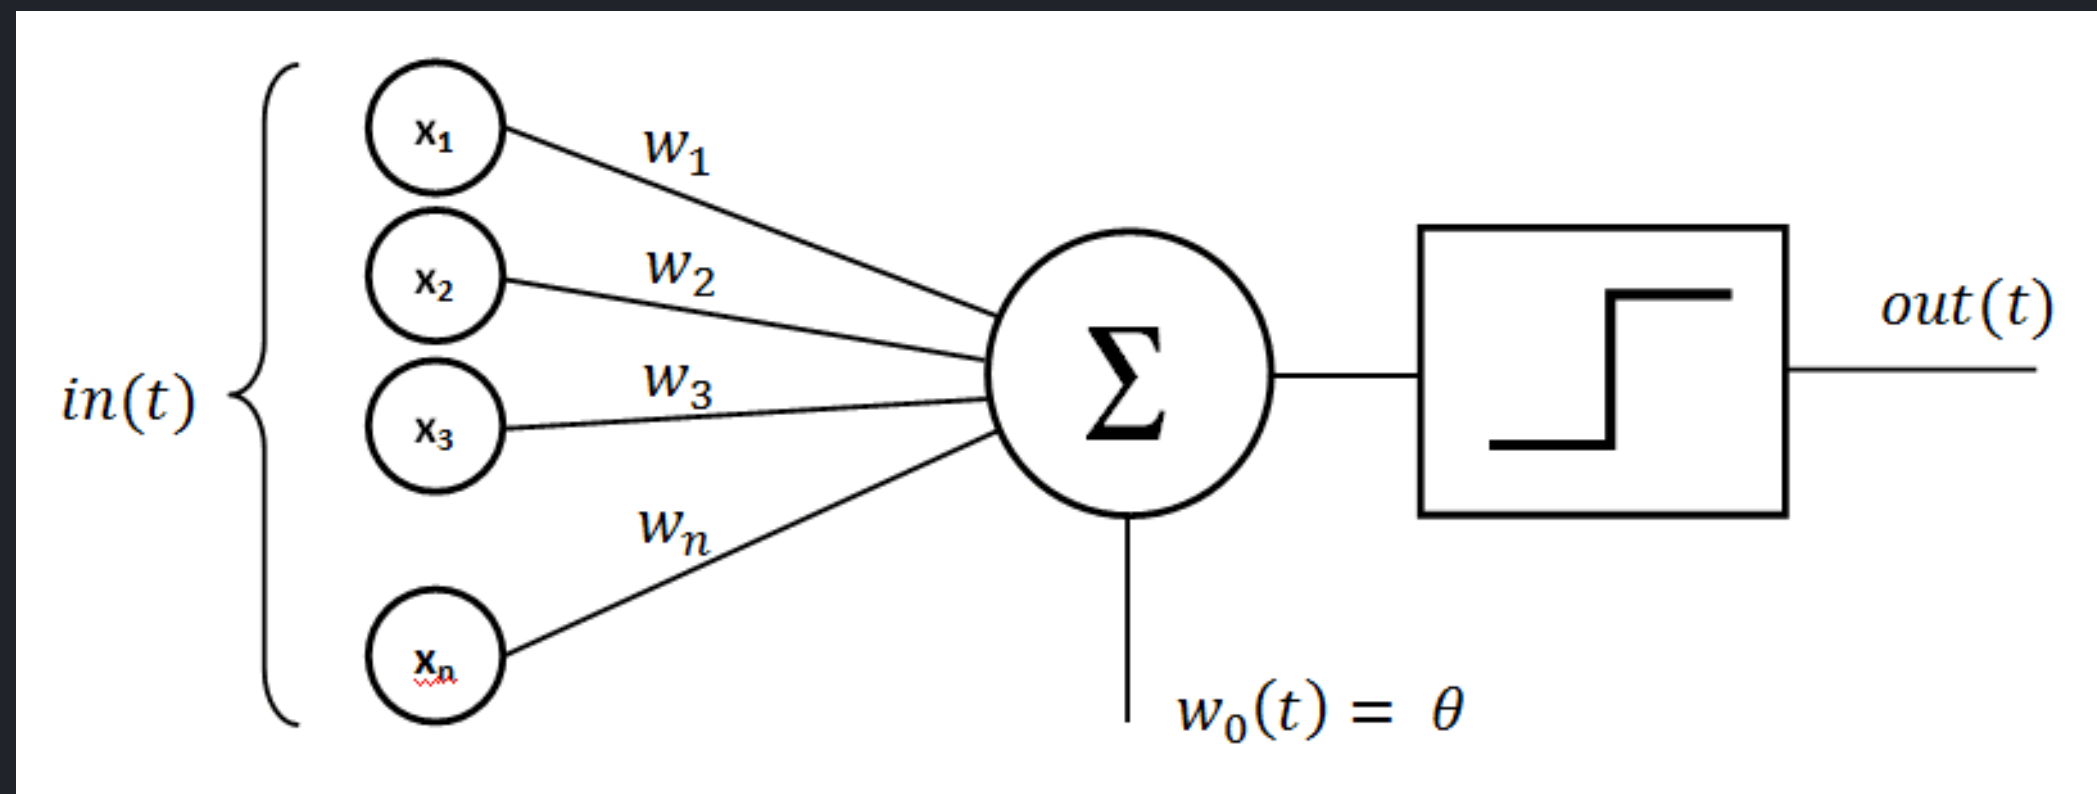 x₁
w₁
x₂
w₂
x₃
w₃
in(t)
xₙ
wₙ
Σ
out(t)
w₀(t) = θ